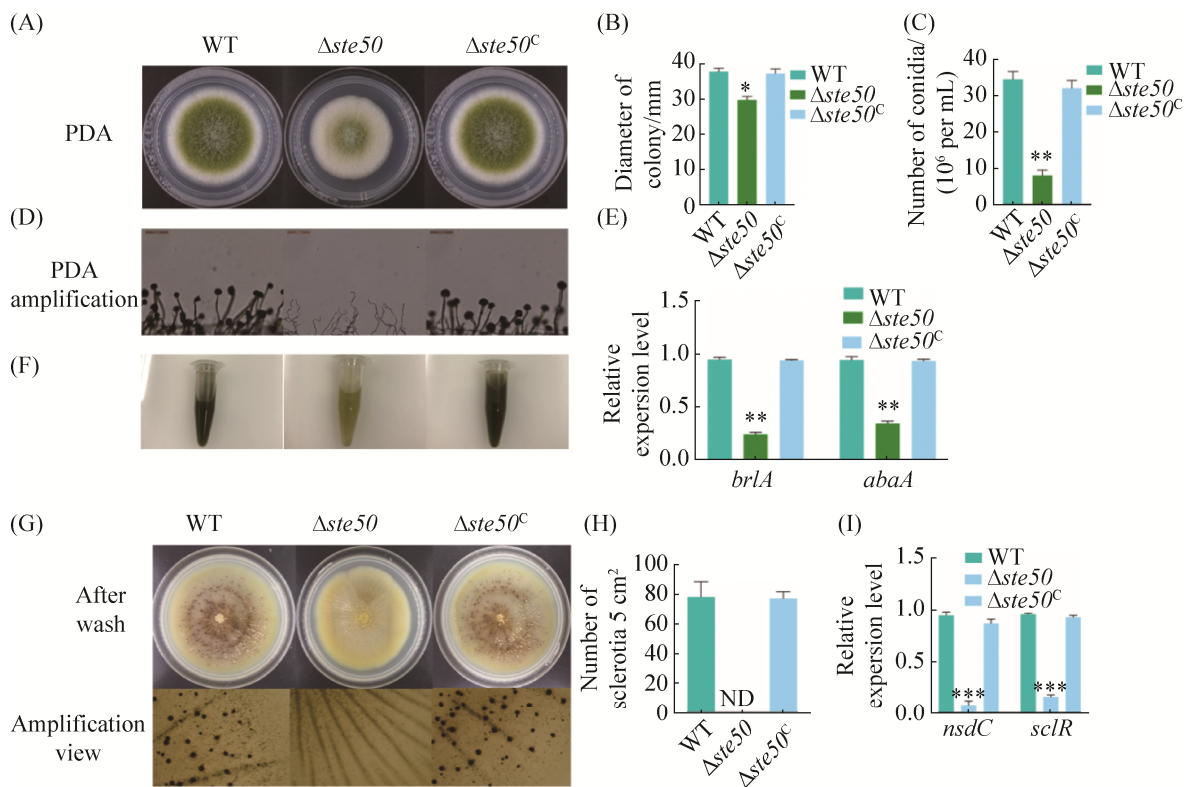 (A)
WT
Δste50
Δste50ᶜ
PDA
(B)
Diameter of
colony/mm
40
30
20
10
0
*
WT
Δste50
Δste50ᶜ
WT
Δste50
Δste50ᶜ
(C)
Number of conidia/
(10⁶ per mL)
40
30
20
10
0
**
WT
Δste50
Δste50ᶜ
WT
Δste50
Δste50ᶜ
(D)
PDA
amplification
(E)
Relative
expersion level
1.5
1.0
0.5
0.0
**
**
WT
Δste50
Δste50ᶜ
brlA
abaA
(F)
(G)
WT
Δste50
Δste50ᶜ
After
wash
Amplification
view
(H)
Number of
sclerotia 5 cm²
100
80
60
40
20
0
ND
WT
Δste50
Δste50ᶜ
(I)
Relative
expersion level
1.5
1.0
0.5
0.0
***
***
WT
Δste50
Δste50ᶜ
nsdC
sclR